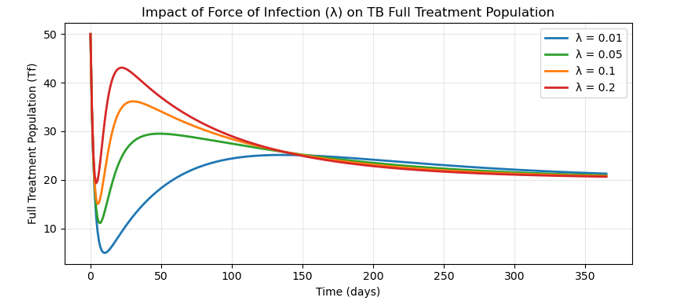 Impact of Force of Infection (λ) on TB Full Treatment Population
Full Treatment Population (Tf)
50
40
30
20
10
λ = 0.01
λ = 0.05
λ = 0.1
λ = 0.2
0 50 100 150 200 250 300 350
Time (days)